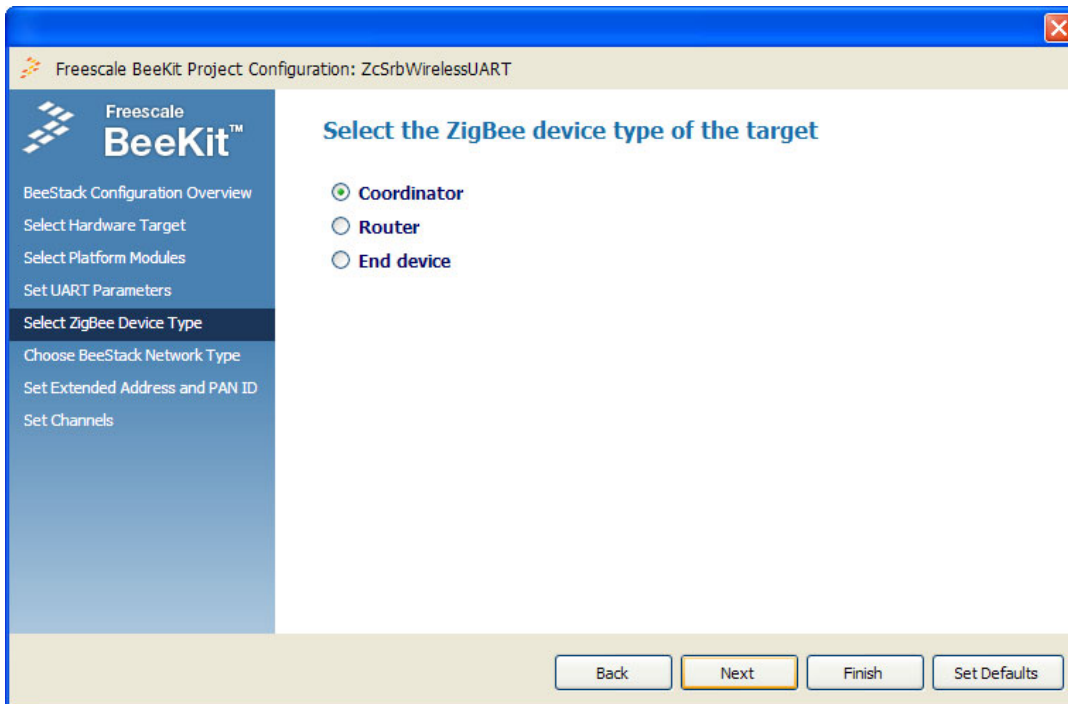 Freescale BeeKit Project Configuration: ZcSrbWirelessUART
Freescale
BeeKit™
BeeStack Configuration Overview
Select Hardware Target
Select Platform Modules
Set UART Parameters
Select ZigBee Device Type
Choose BeeStack Network Type
Set Extended Address and PAN ID
Set Channels
Select the ZigBee device type of the target
Coordinator
Router
End device
Back Next Finish Set Defaults